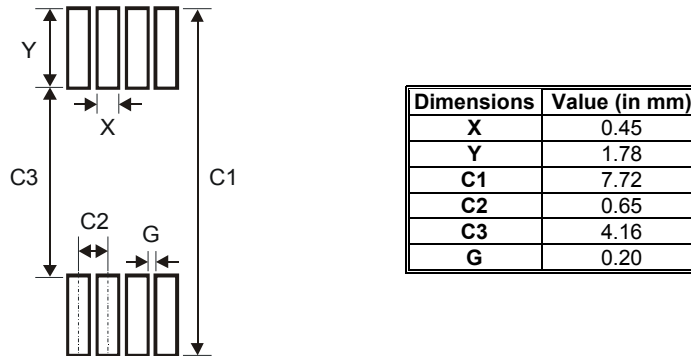 Y
X
C3
C1
C2
G
Dimensions Value (in mm)
X 0.45
Y 1.78
C1 7.72
C2 0.65
C3 4.16
G 0.20